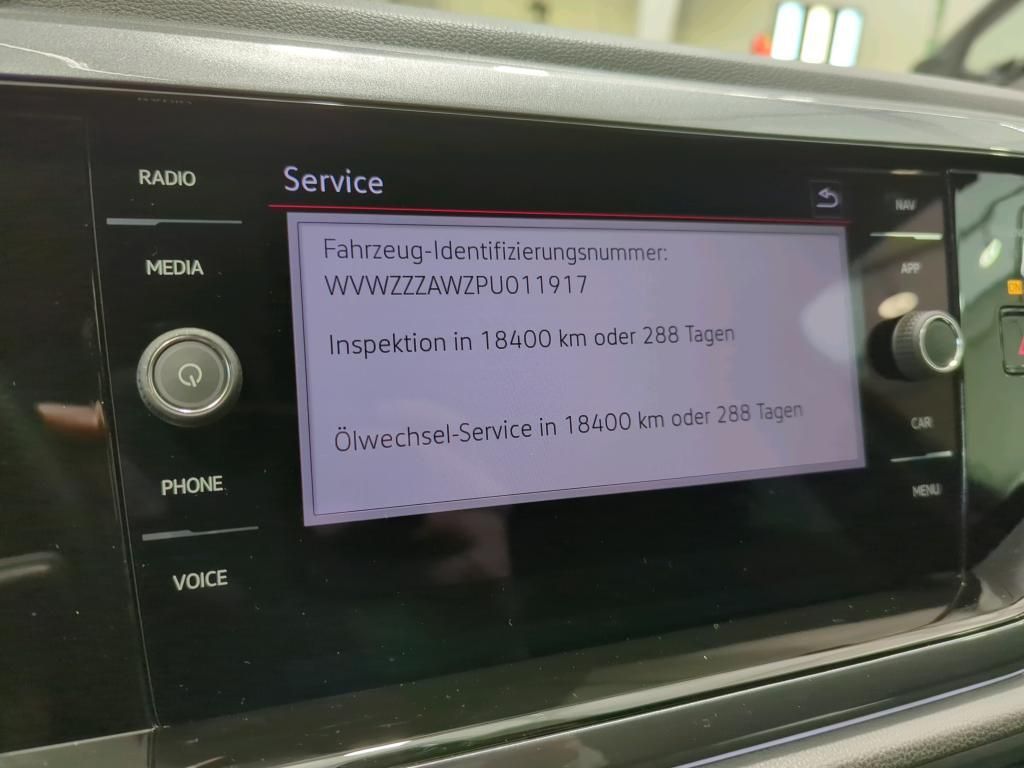 RADIO
MEDIA
PHONE
VOICE
Service
Fahrzeug-Identifizierungsnummer:
WVWZZZAWZPU011917
Inspektion in 18400 km oder 288 Tagen
Ölwechsel-Service in 18400 km oder 288 Tagen
NAV
APP
CAR
MENU